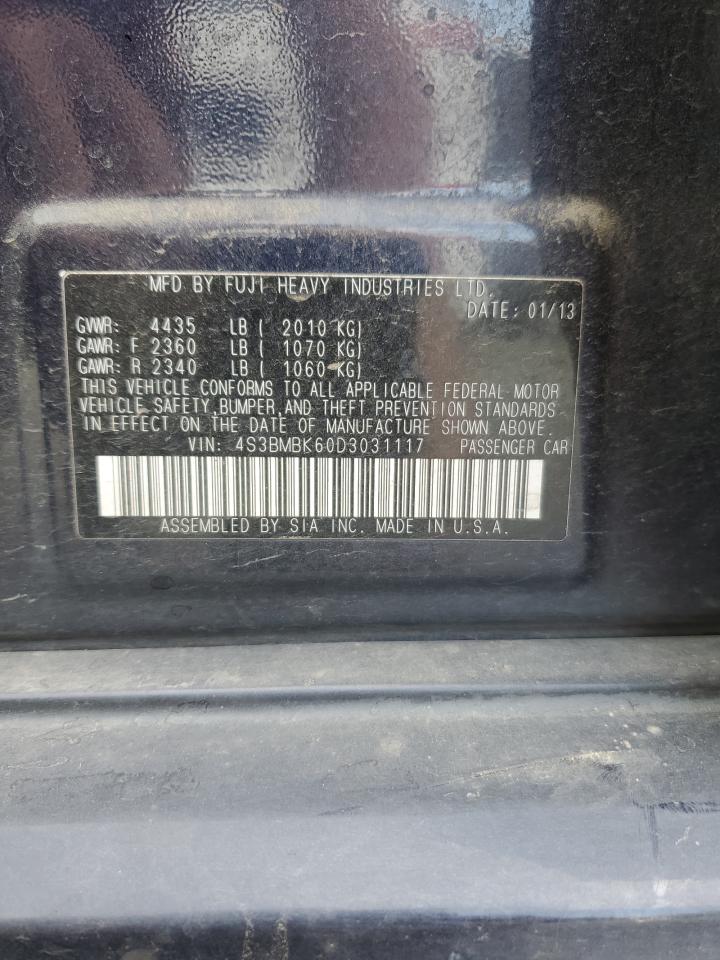 MFD BY FUJI HEAVY INDUSTRIES LTD.
DATE: 01/13
GVWR: 4435 LB ( 2010 KG)
GAWR: F 2360 LB ( 1070 KG)
GAWR: R 2340 LB ( 1060 KG)
THIS VEHICLE CONFORMS TO ALL APPLICABLE FEDERAL MOTOR
VEHICLE SAFETY, BUMPER, AND THEFT PREVENTION STANDARDS
IN EFFECT ON THE DATE OF MANUFACTURE SHOWN ABOVE.
VIN: 4S3BMBK60D3031117 PASSENGER CAR
ASSEMBLED BY SIA INC. MADE IN U.S.A.